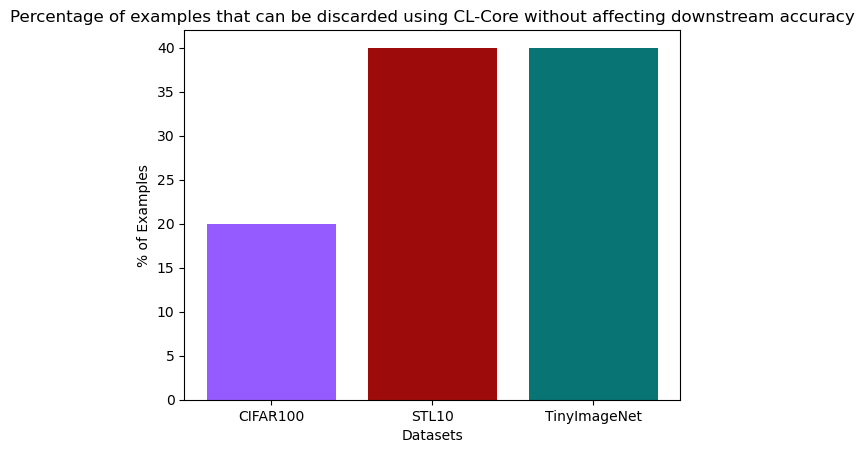 Percentage of examples that can be discarded using CL-Core without affecting downstream accuracy
40
35
30
25
20
15
10
5
0
% of Examples
CIFAR100
STL10
TinyImageNet
Datasets